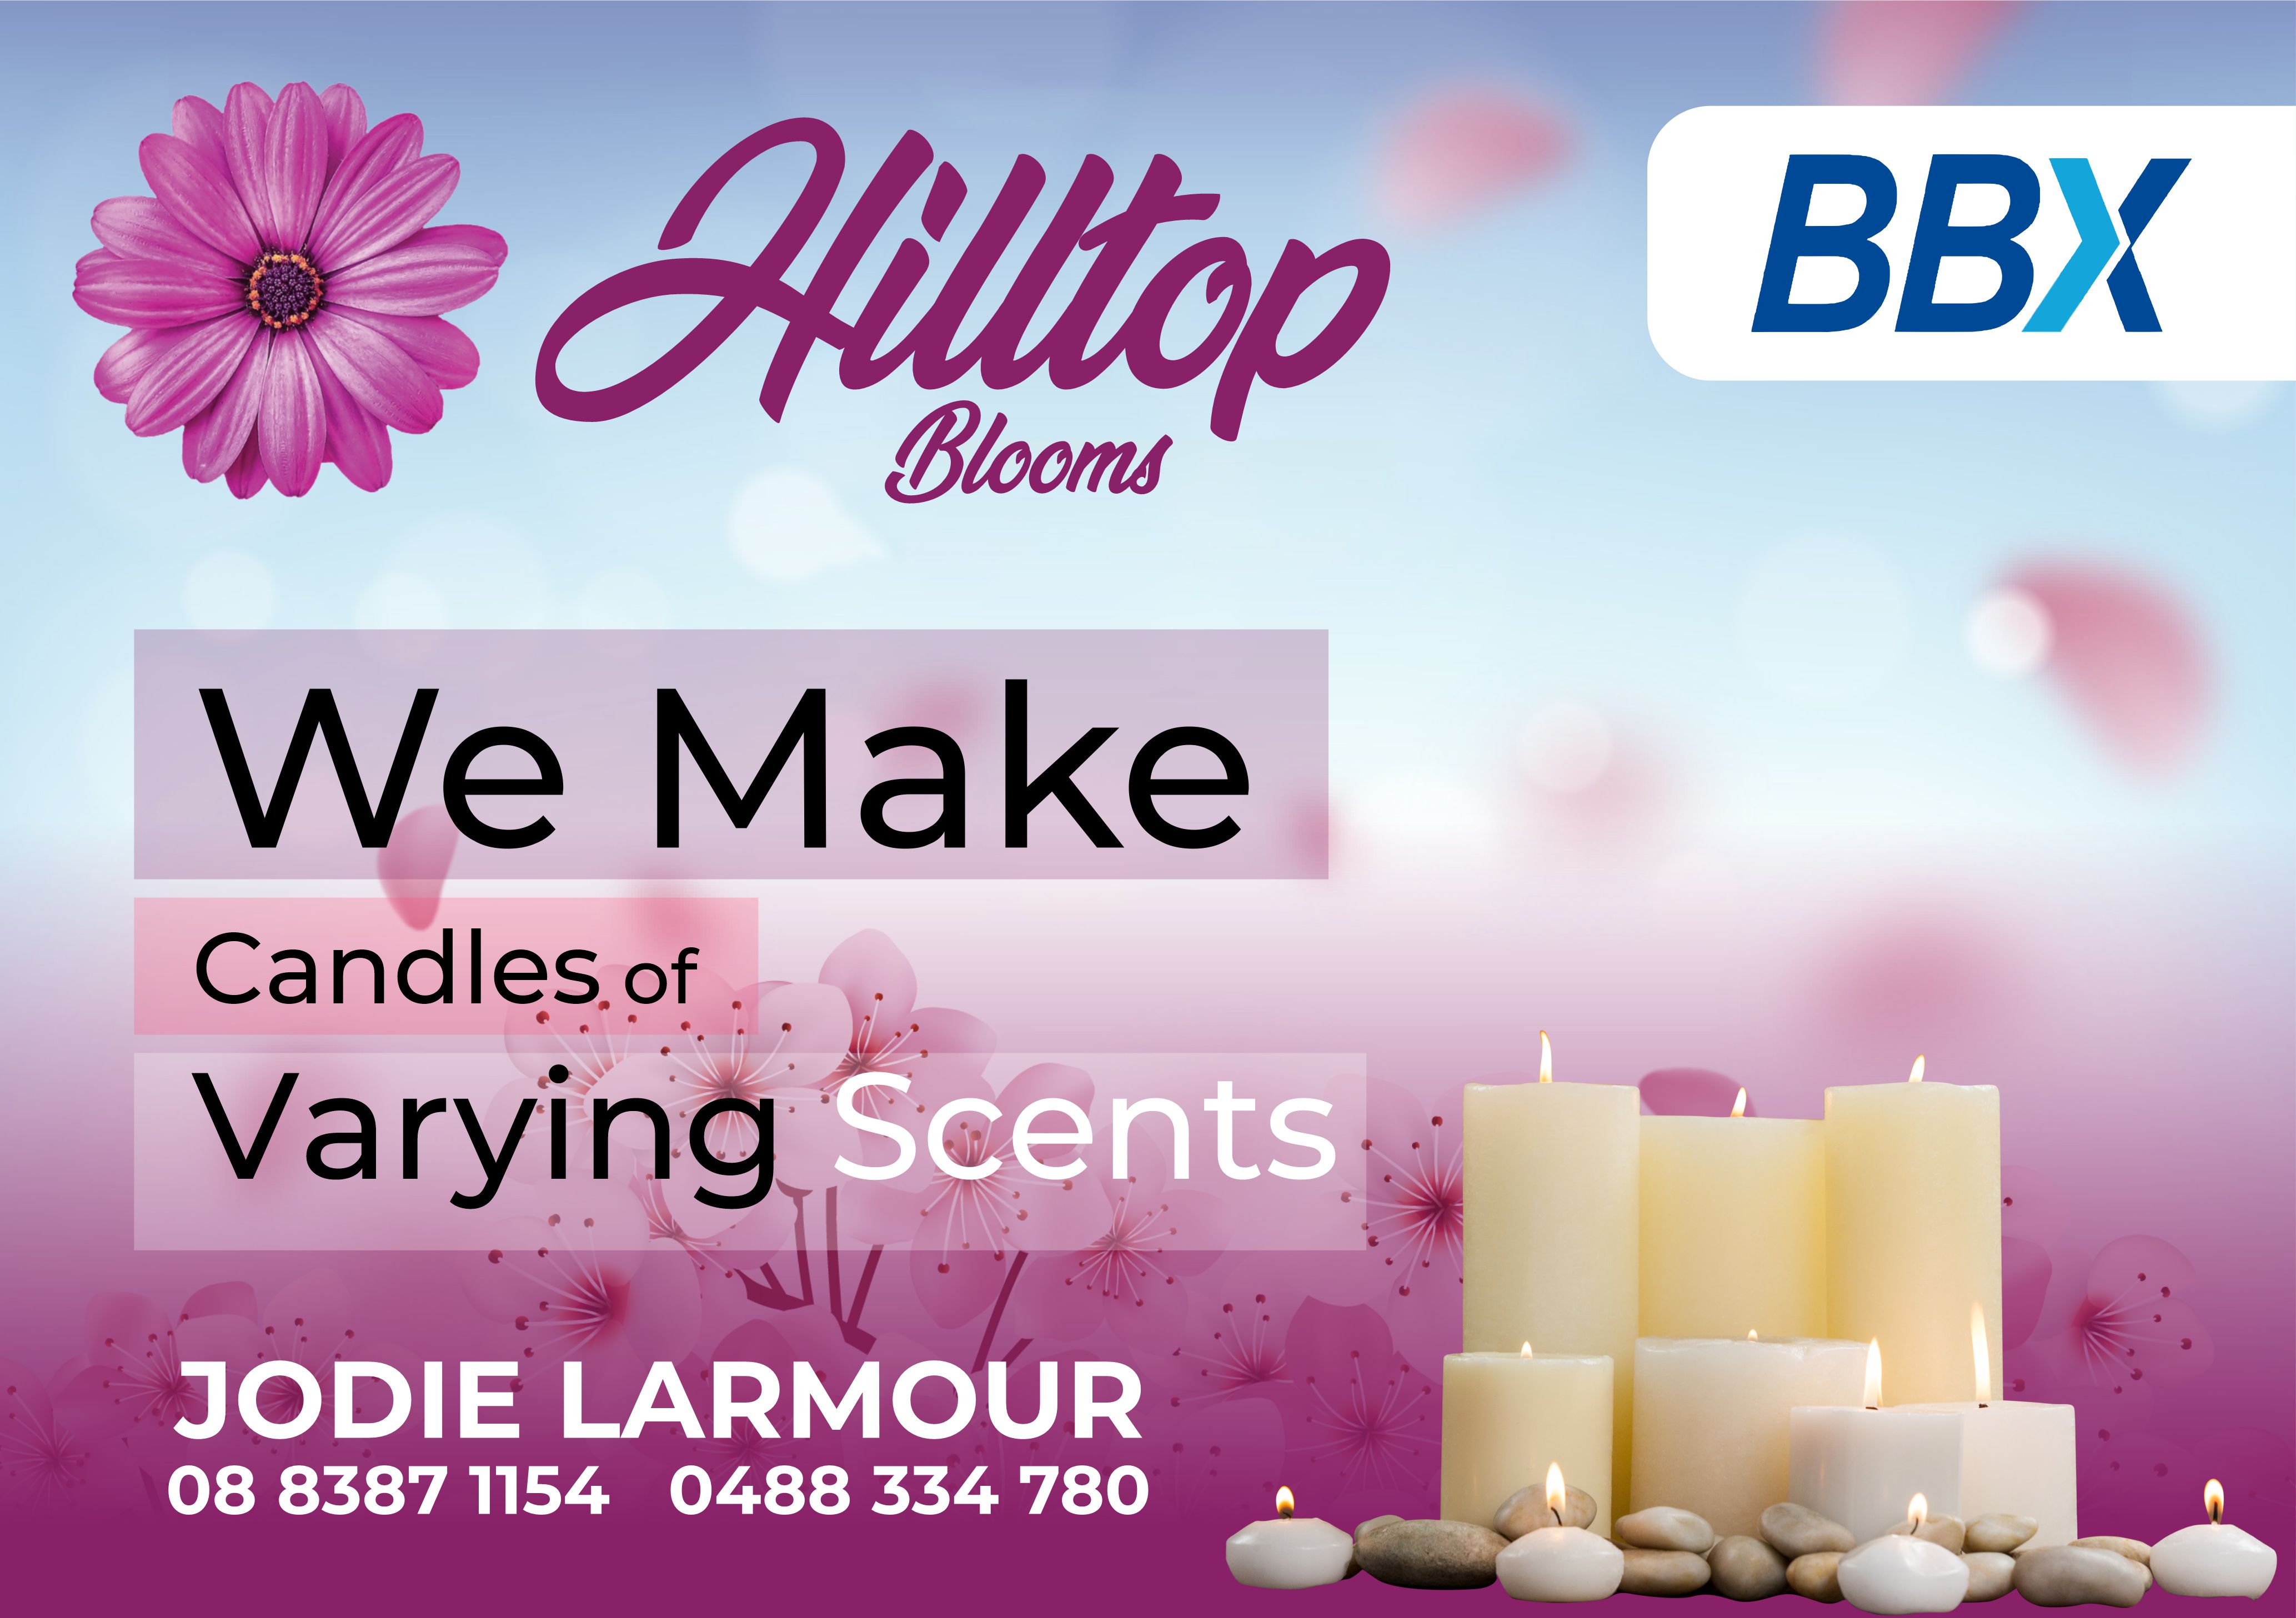 Hilltop
Blooms
BBX
We Make
Candles of
Varying Scents
JODIE LARMOUR
08 8387 1154 0488 334 780